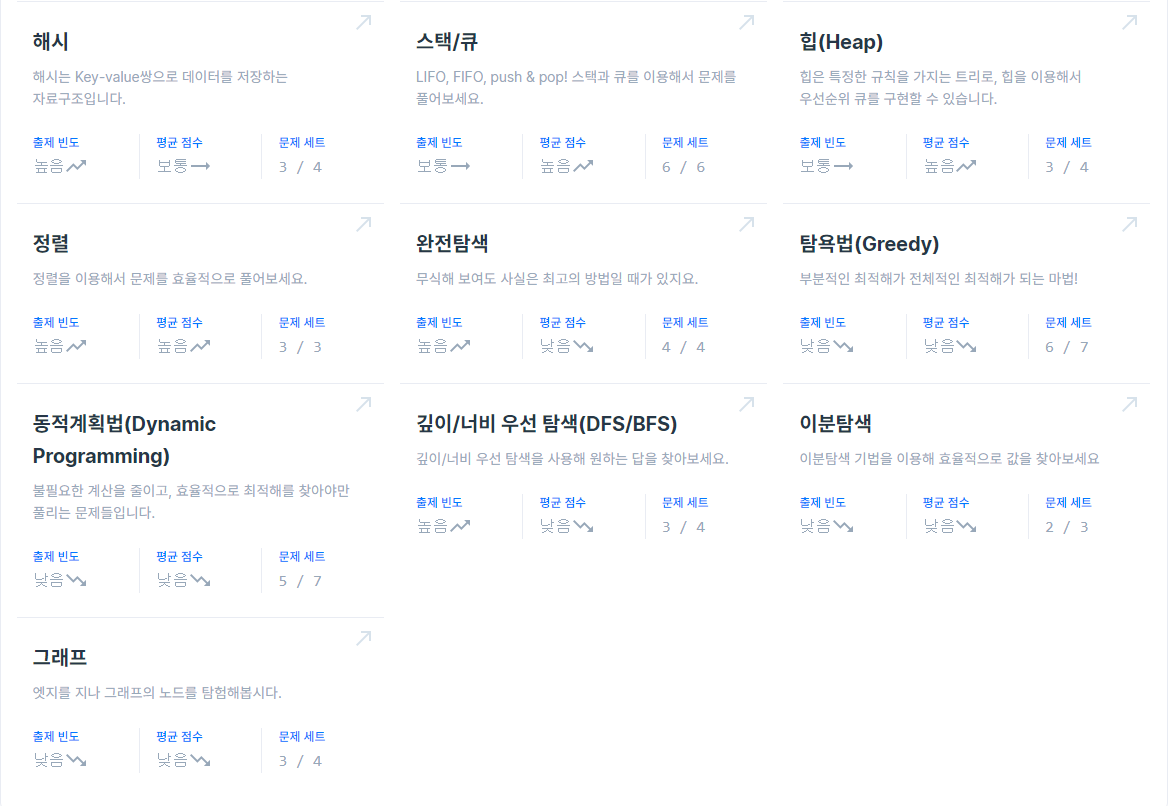 해시
해시는 Key-value쌍으로 데이터를 저장하는
자료구조입니다.
출제 빈도 평균 점수 문제 세트
높음 보통 3 / 4
스택/큐
LIFO, FIFO, push & pop! 스택과 큐를 이용해서 문제를
풀어보세요.
출제 빈도 평균 점수 문제 세트
보통 높음 6 / 6
힙(Heap)
힙은 특정한 규칙을 가지는 트리로, 힙을 이용해서
우선순위 큐를 구현할 수 있습니다.
출제 빈도 평균 점수 문제 세트
보통 높음 3 / 4
정렬
정렬을 이용해서 문제를 효율적으로 풀어보세요.
출제 빈도 평균 점수 문제 세트
높음 높음 3 / 3
완전탐색
무식해 보여도 사실은 최고의 방법일 때가 있지요.
출제 빈도 평균 점수 문제 세트
높음 낮음 4 / 4
탐욕법(Greedy)
부분적인 최적해가 전체적인 최적해가 되는 마법!
출제 빈도 평균 점수 문제 세트
낮음 낮음 6 / 7
동적계획법(Dynamic
Programming)
불필요한 계산을 줄이고, 효율적으로 최적해를 찾아야만
풀리는 문제들입니다.
출제 빈도 평균 점수 문제 세트
낮음 낮음 5 / 7
깊이/너비 우선 탐색(DFS/BFS)
깊이/너비 우선 탐색을 사용해 원하는 답을 찾아보세요.
출제 빈도 평균 점수 문제 세트
높음 낮음 3 / 4
이분탐색
이분탐색 기법을 이용해 효율적으로 값을 찾아보세요
출제 빈도 평균 점수 문제 세트
낮음 낮음 2 / 3
그래프
엣지를 지나 그래프의 노드를 탐험해봅시다.
출제 빈도 평균 점수 문제 세트
낮음 낮음 3 / 4